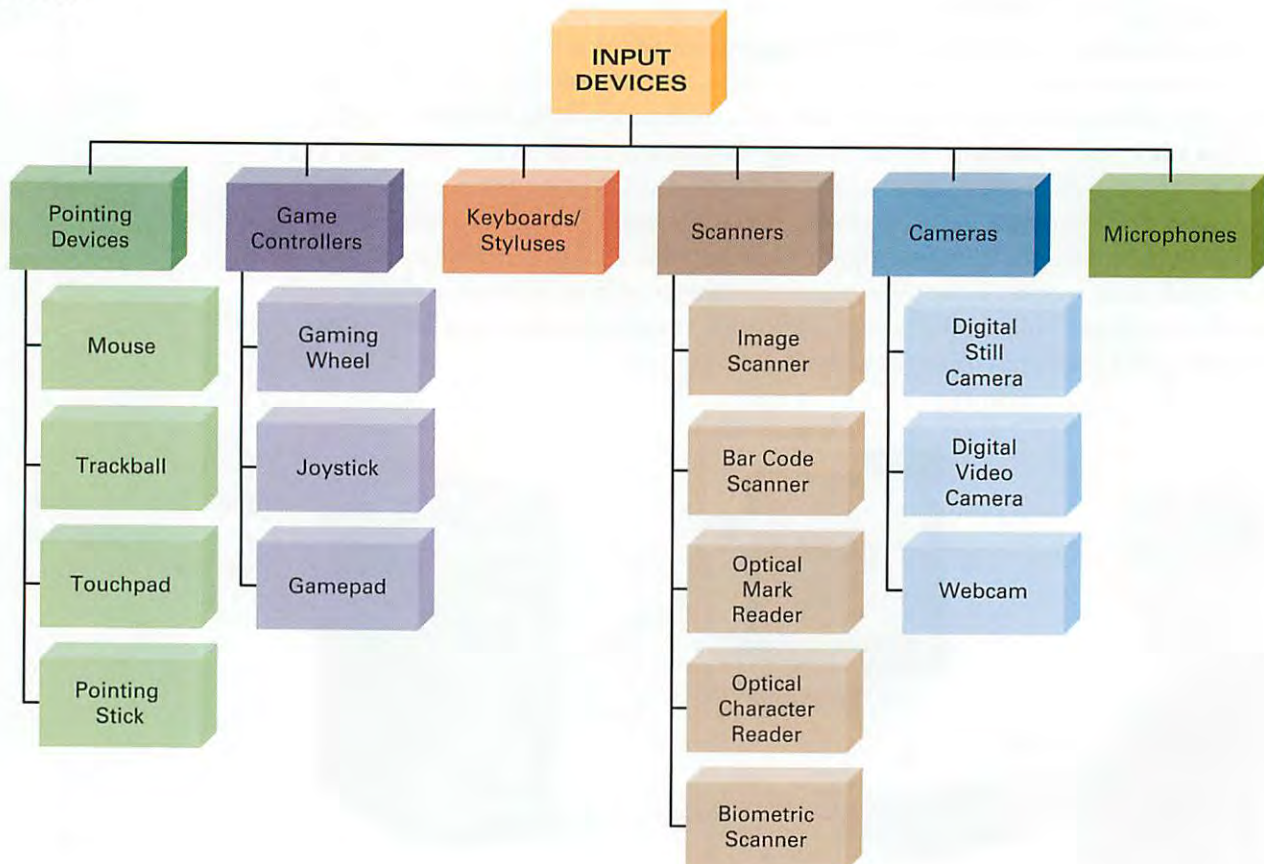 INPUT
DEVICES
Pointing
Devices
Game
Controllers
Keyboards/
Styluses
Scanners
Cameras
Microphones
Mouse
Trackball
Touchpad
Pointing
Stick
Gaming
Wheel
Joystick
Gamepad
Image
Scanner
Bar Code
Scanner
Optical
Mark
Reader
Optical
Character
Reader
Biometric
Scanner
Digital
Still
Camera
Digital
Video
Camera
Webcam